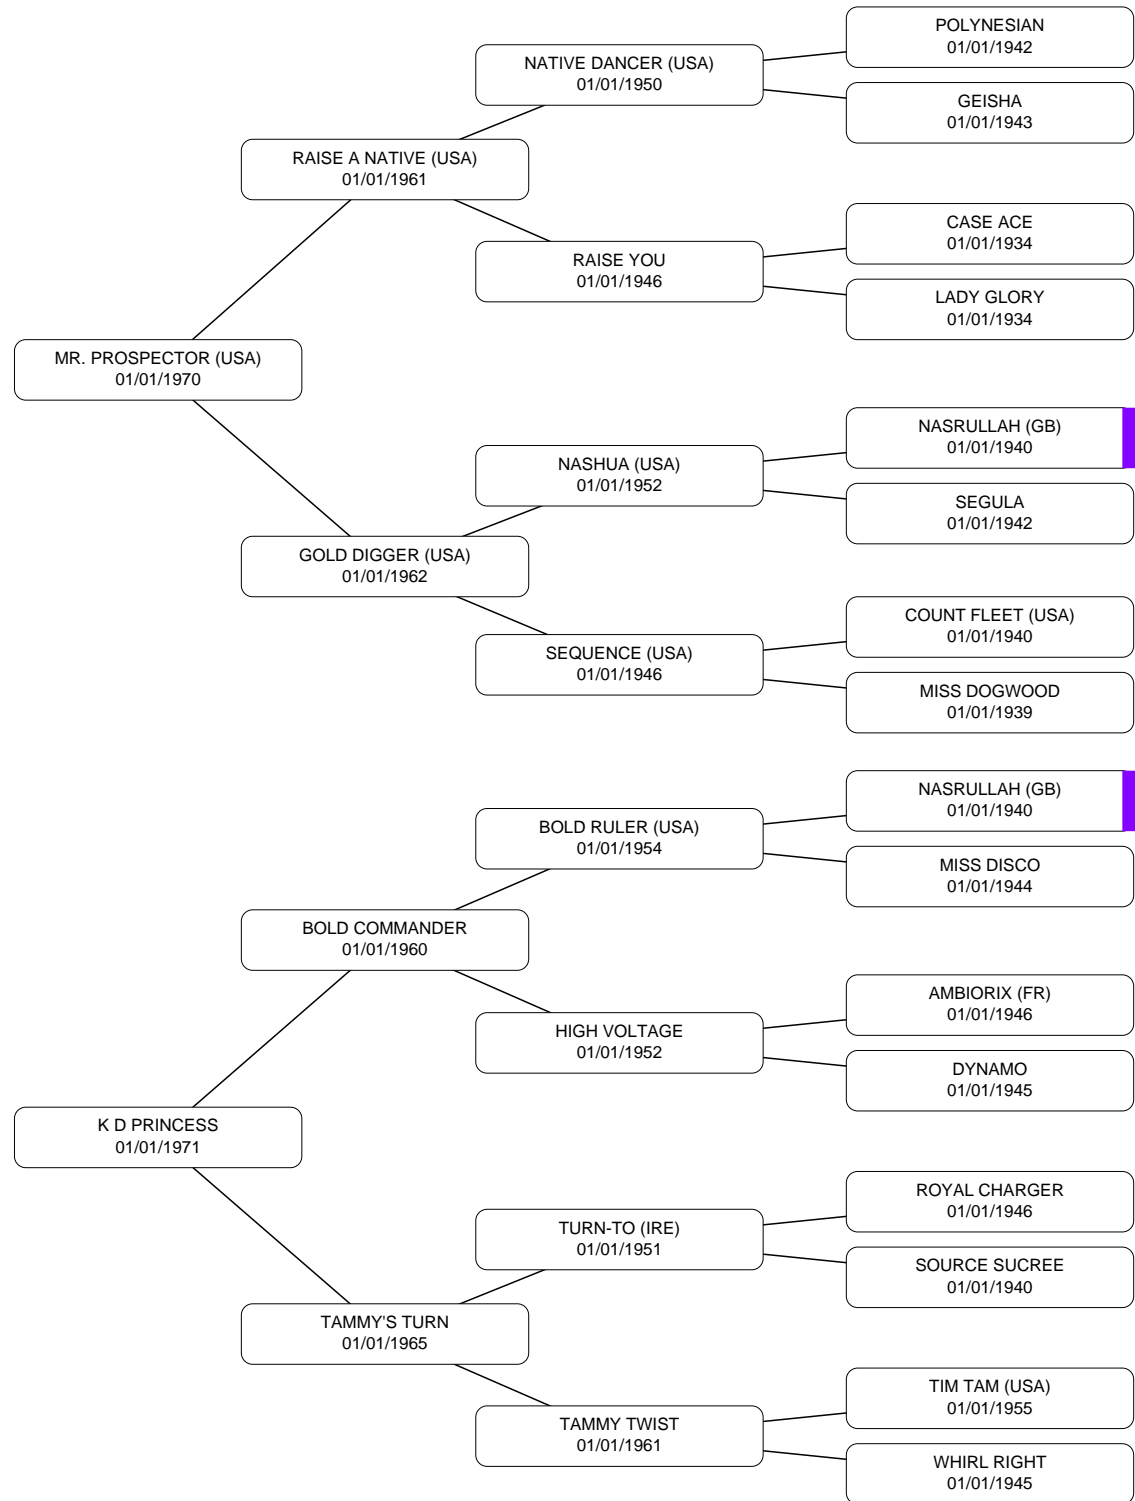 POLYNESIAN
01/01/1942
NATIVE DANCER (USA)
01/01/1950
GEISHA
01/01/1943
RAISE A NATIVE (USA)
01/01/1961
CASE ACE
01/01/1934
RAISE YOU
01/01/1946
LADY GLORY
01/01/1934
MR. PROSPECTOR (USA)
01/01/1970
NASRULLAH (GB)
01/01/1940
NASHUA (USA)
01/01/1952
SEGULA
01/01/1942
GOLD DIGGER (USA)
01/01/1962
COUNT FLEET (USA)
01/01/1940
SEQUENCE (USA)
01/01/1946
MISS DOGWOOD
01/01/1939
NASRULLAH (GB)
01/01/1940
BOLD RULER (USA)
01/01/1954
MISS DISCO
01/01/1944
BOLD COMMANDER
01/01/1960
AMBIORIX (FR)
01/01/1946
HIGH VOLTAGE
01/01/1952
DYNAMO
01/01/1945
K D PRINCESS
01/01/1971
ROYAL CHARGER
01/01/1946
TURN-TO (IRE)
01/01/1951
SOURCE SUCREE
01/01/1940
TAMMY'S TURN
01/01/1965
TIM TAM (USA)
01/01/1955
TAMMY TWIST
01/01/1961
WHIRL RIGHT
01/01/1945